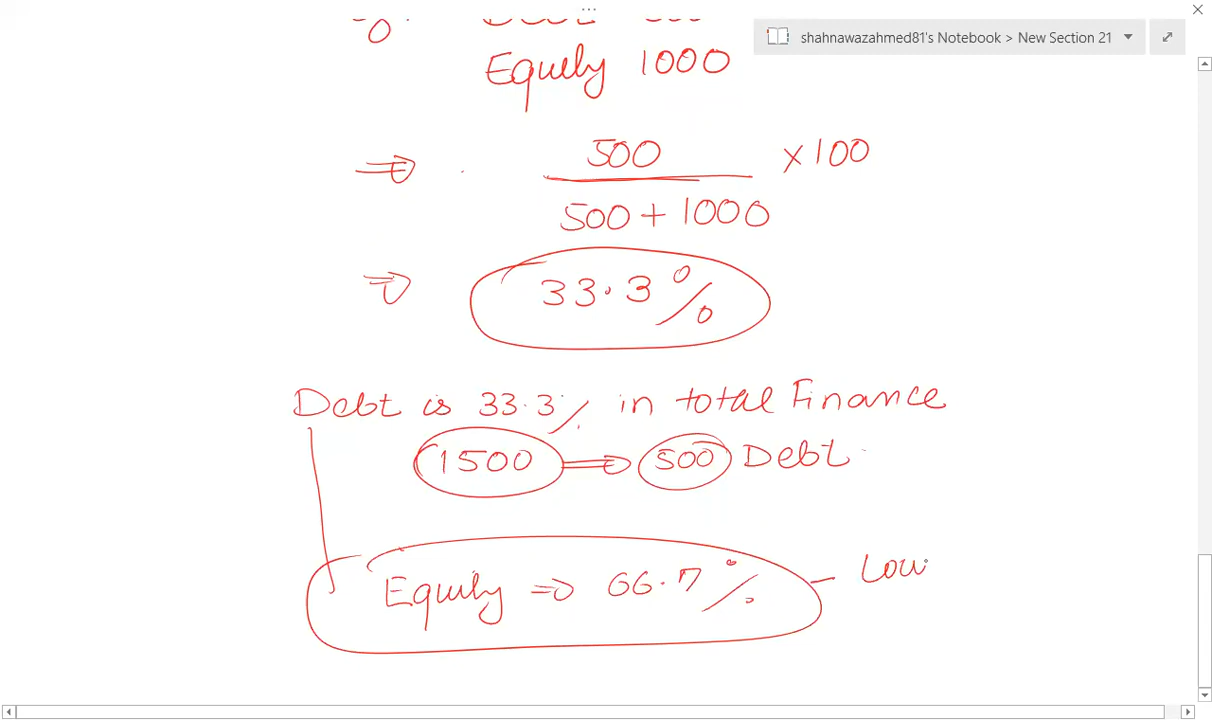 shahnawazahmed81's Notebook > New Section 21
Equity 1000
⇒ 500 × 100
500 + 1000
⇒ 33.3 %
Debt is 33.3% in total Finance
1500 ⇒ 500 Debt
Equity ⇒ 66.7 % - Low